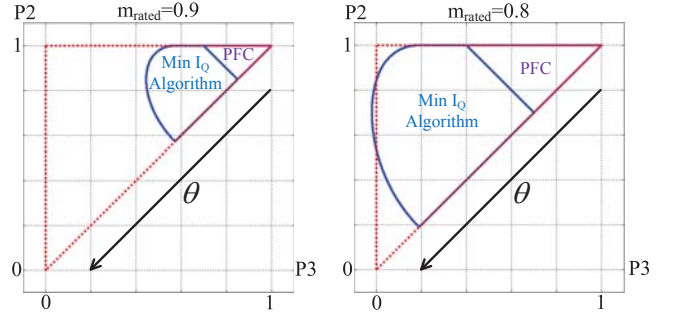 P2 m_rated=0.9
1
PFC
Min I_Q
Algorithm
θ
0
P3
0 1
P2 m_rated=0.8
1
PFC
Min I_Q
Algorithm
θ
0
P3
0 1